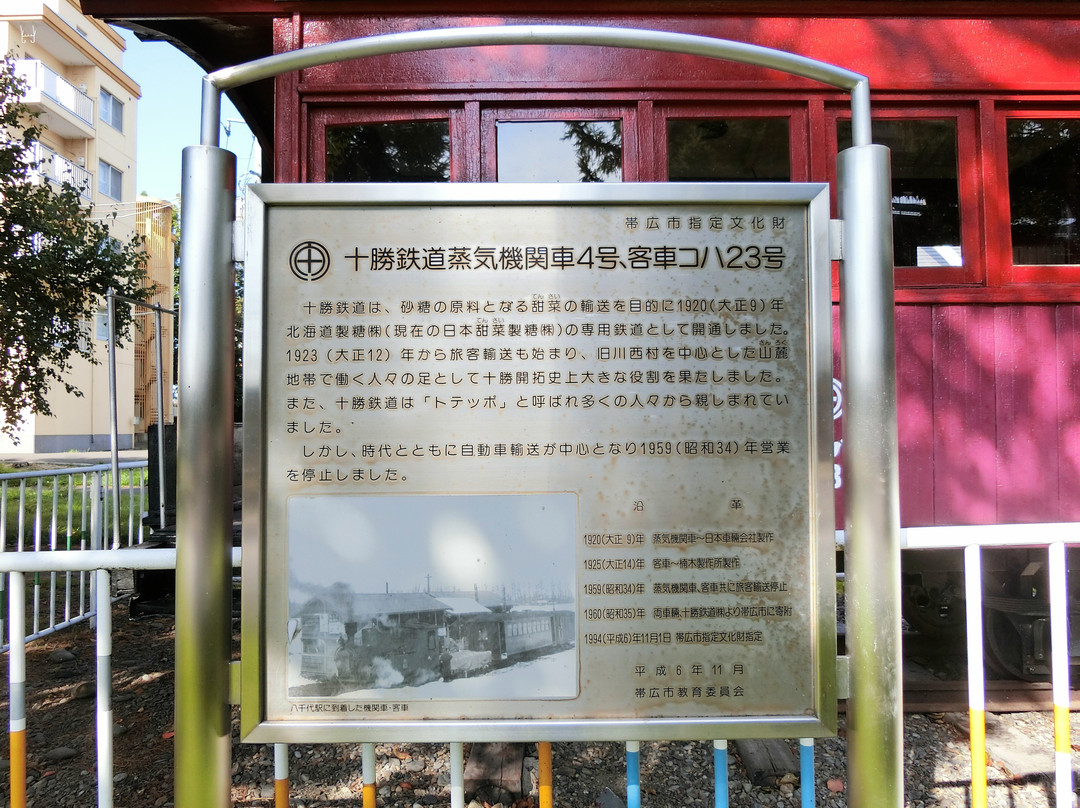 帯広市指定文化財
十勝鉄道蒸気機関車4号、客車コハ23号
十勝鉄道は、砂糖の原料となる甜菜の輸送を目的に1920(大正9)年
てん さい
北海道製糖㈱(現在の日本甜菜製糖㈱)の専用鉄道として開通しました。
てん さい
1923(大正12)年から旅客輸送も始まり、旧川西村を中心とした山麓
さん ろく
地帯で働く人々の足として十勝開拓史上大きな役割を果たしました。
また、十勝鉄道は「トテッポ」と呼ばれ多くの人々から親しまれてい
ました。
しかし、時代とともに自動車輸送が中心となり1959(昭和34)年営業
を停止しました。
沿 革
1920(大正 9)年 蒸気機関車〜日本車輛会社製作
1925(大正14)年 客車〜楠木製作所製作
1959(昭和34)年 蒸気機関車、客車共に旅客輸送停止
1960(昭和35)年 両車輛、十勝鉄道㈱より帯広市に寄附
1994(平成6)年11月1日 帯広市指定文化財指定
平成6年11月
帯広市教育委員会
八千代駅に到着した機関車・客車